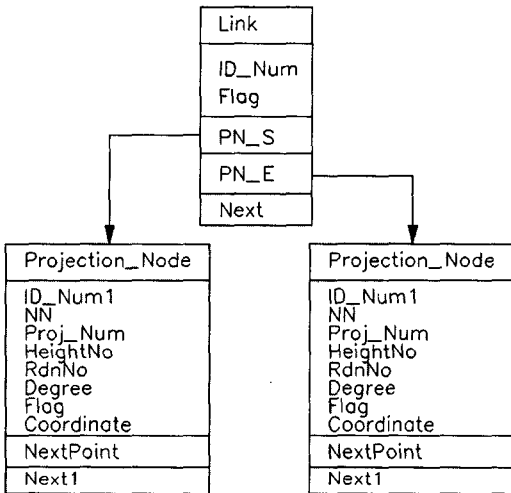 Link
ID_Num
Flag
PN_S
PN_E
Next
Projection_Node
ID_Num1
NN
Proj_Num
HeightNo
RdnNo
Degree
Flag
Coordinate
NextPoint
Next1
Projection_Node
ID_Num1
NN
Proj_Num
HeightNo
RdnNo
Degree
Flag
Coordinate
NextPoint
Next1